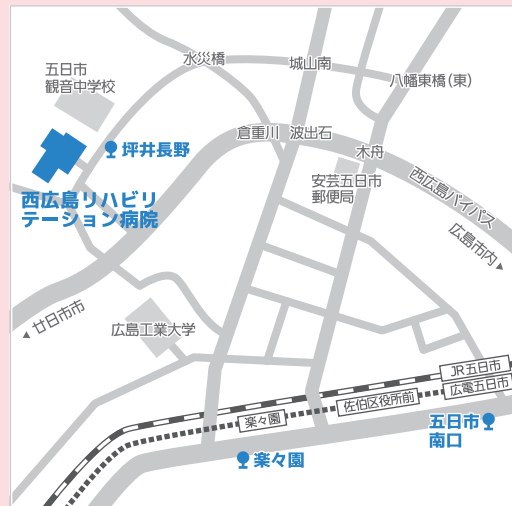 水災橋
城山南
五日市
観音中学校
八幡東橋(東)
倉重川
波出石
坪井長野
木舟
安芸五日市
郵便局
西広島バイパス
西広島リハビリ
テーション病院
広島市内▲
▲廿日市市
広島工業大学
JR五日市
広電五日市
佐伯区役所前
楽々園
五日市
南口
楽々園